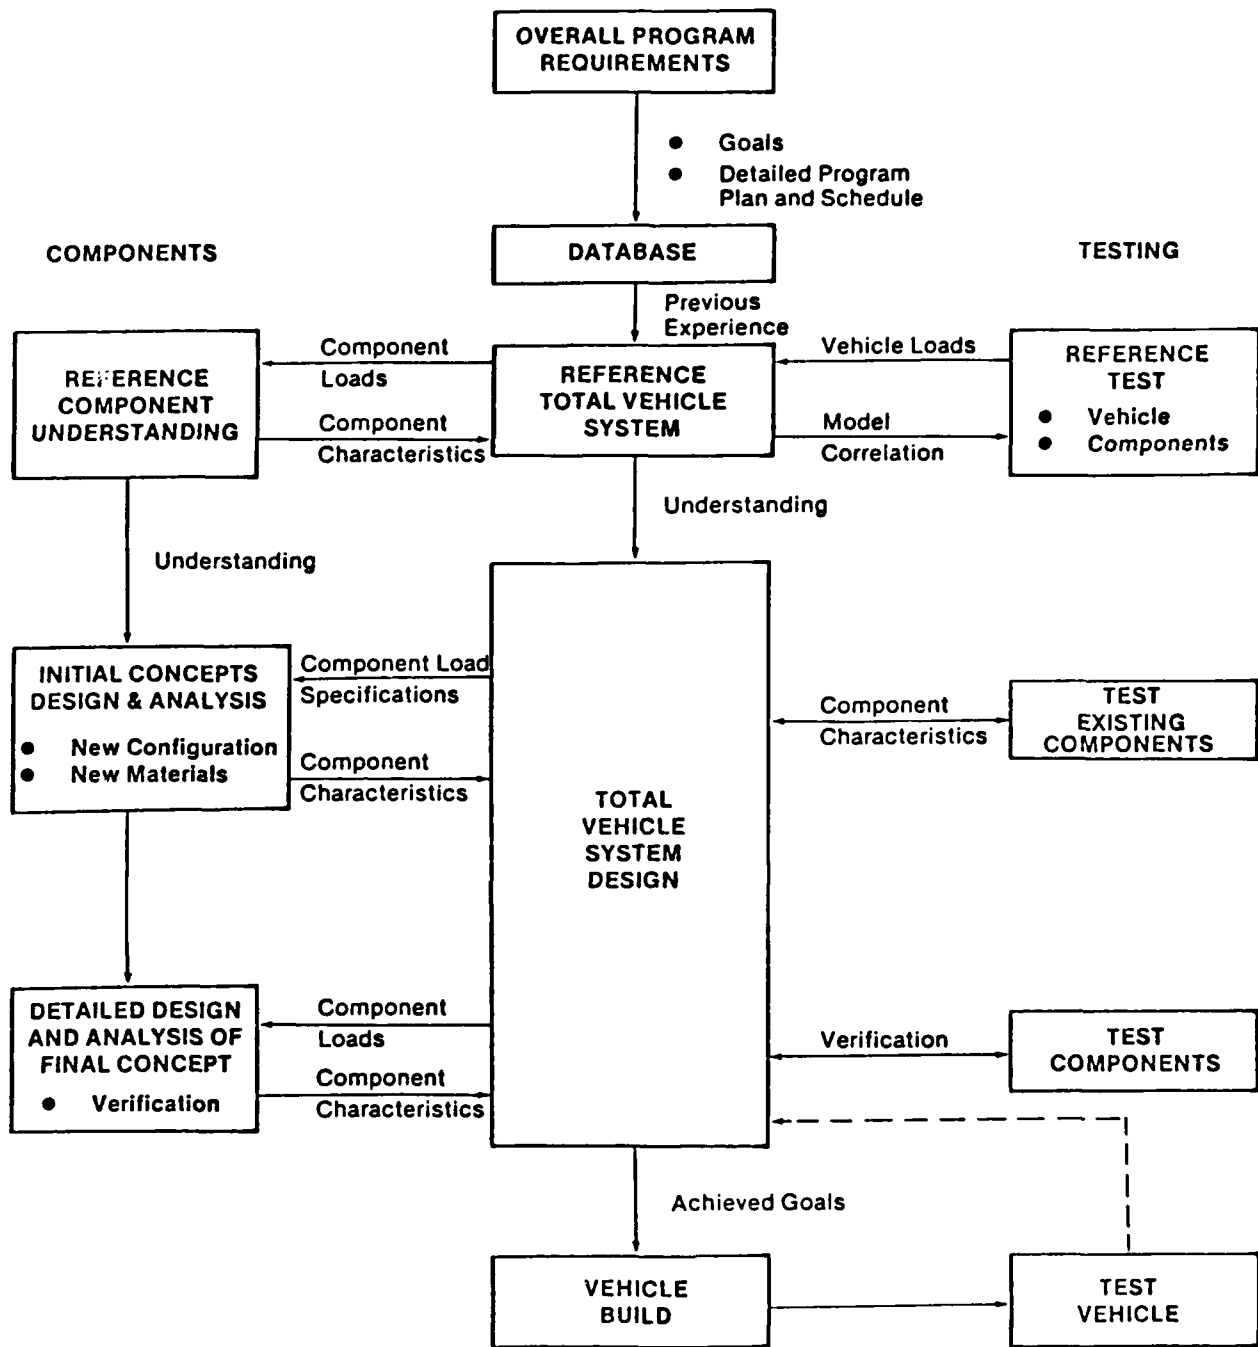 OVERALL PROGRAM
REQUIREMENTS
● Goals
● Detailed Program
Plan and Schedule
COMPONENTS
DATABASE
TESTING
Previous
Experience
REFERENCE
COMPONENT
UNDERSTANDING
Component
Loads
Component
Characteristics
REFERENCE
TOTAL VEHICLE
SYSTEM
Vehicle Loads
Model
Correlation
REFERENCE
TEST
● Vehicle
● Components
Understanding
Understanding
INITIAL CONCEPTS
DESIGN & ANALYSIS
● New Configuration
● New Materials
Component Load
Specifications
Component
Characteristics
TOTAL
VEHICLE
SYSTEM
DESIGN
Component
Characteristics
TEST
EXISTING
COMPONENTS
DETAILED DESIGN
AND ANALYSIS OF
FINAL CONCEPT
● Verification
Component
Loads
Component
Characteristics
Verification
TEST
COMPONENTS
Achieved Goals
VEHICLE
BUILD
TEST
VEHICLE